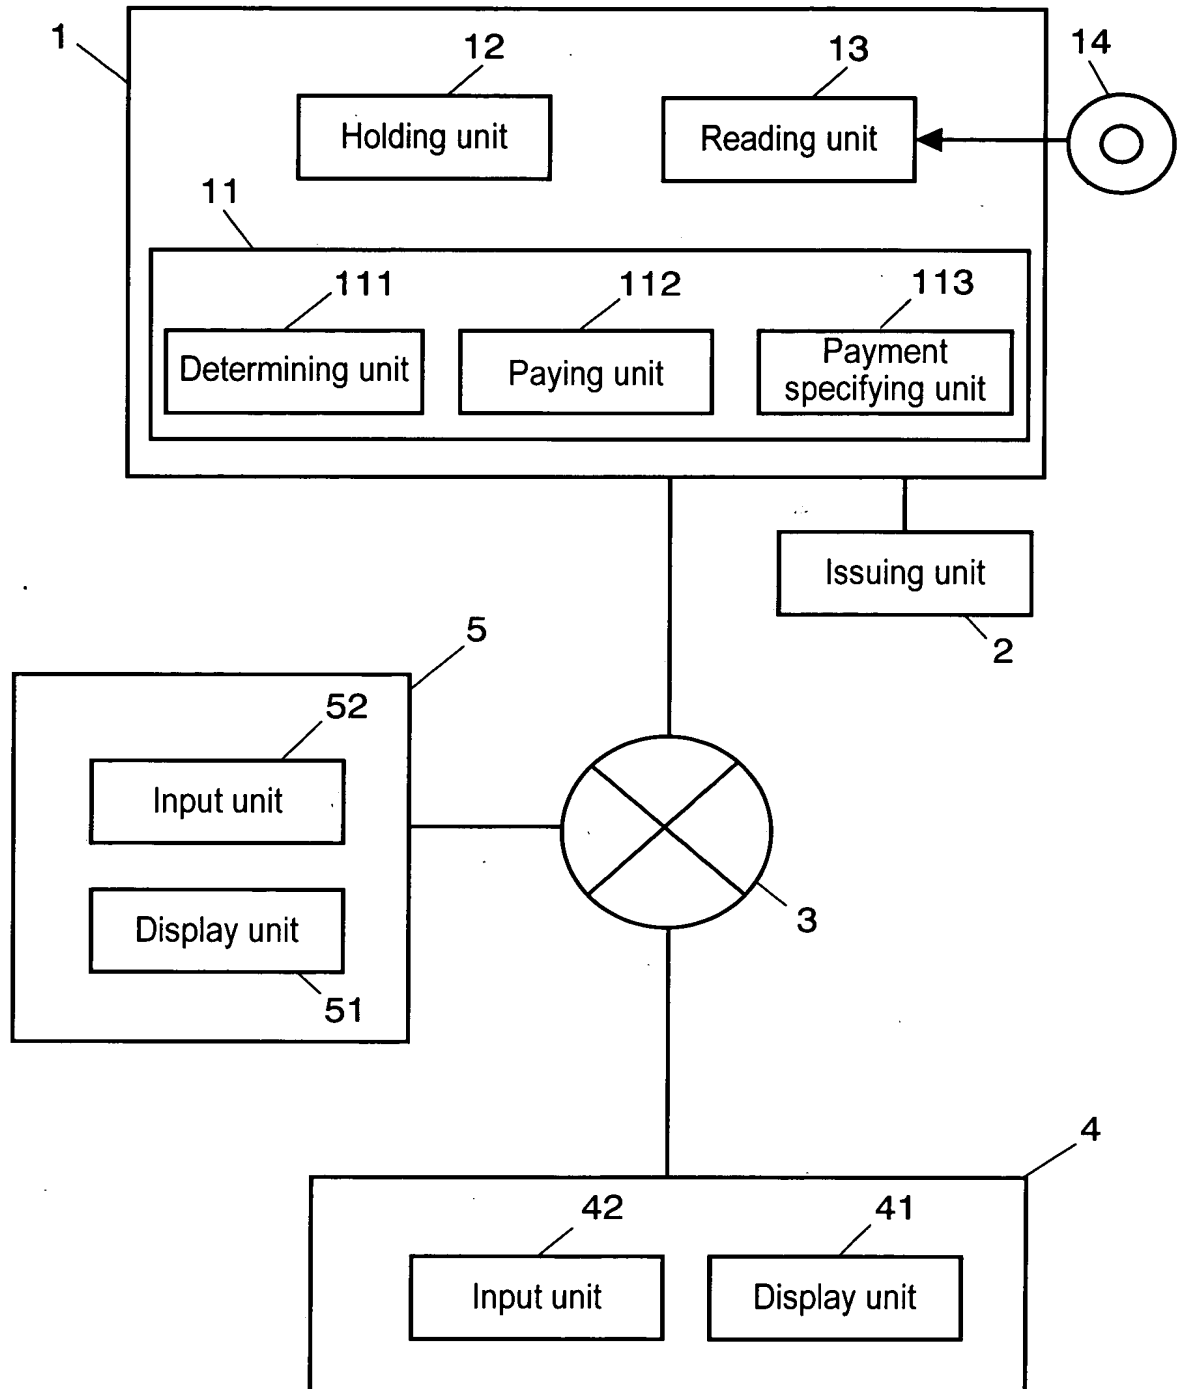 1
12
13
14
Holding unit
Reading unit
11
111
112
113
Determining unit
Paying unit
Payment
specifying unit
Issuing unit
2
5
52
Input unit
Display unit
51
3
4
42
41
Input unit
Display unit